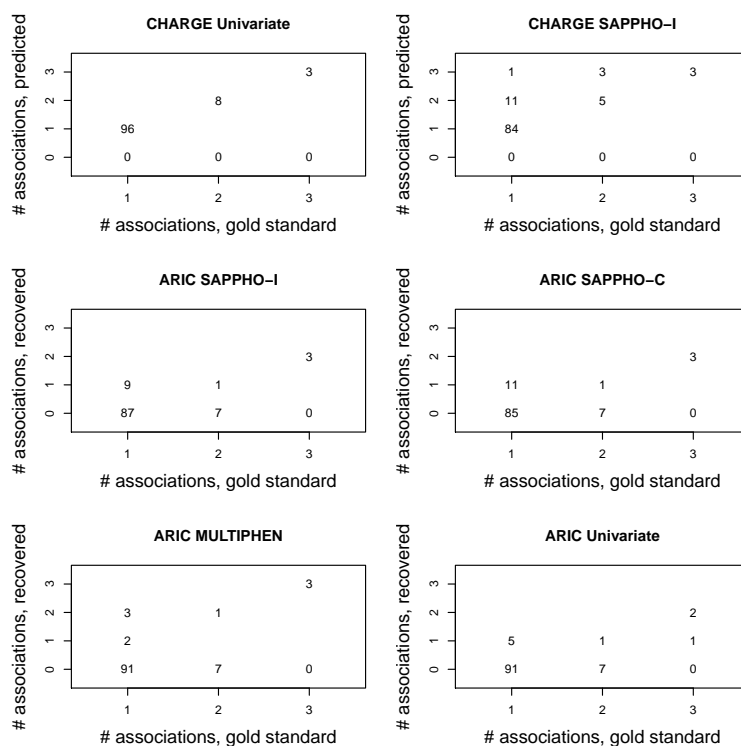 CHARGE Univariate
# associations, predicted
3
2
1
0
3
8
96
0 0 0
1 2 3
# associations, gold standard
CHARGE SAPPHO−I
# associations, predicted
3
2
1
0
1 3 3
11 5
84
0 0 0
1 2 3
# associations, gold standard
ARIC SAPPHO−I
# associations, recovered
3
2
1
0
3
9 1
87 7 0
1 2 3
# associations, gold standard
ARIC SAPPHO−C
# associations, recovered
3
2
1
0
3
11 1
85 7 0
1 2 3
# associations, gold standard
ARIC MULTIPHEN
# associations, recovered
3
2
1
0
3
3 1
2
91 7 0
1 2 3
# associations, gold standard
ARIC Univariate
# associations, recovered
3
2
1
0
2
5 1 1
91 7 0
1 2 3
# associations, gold standard